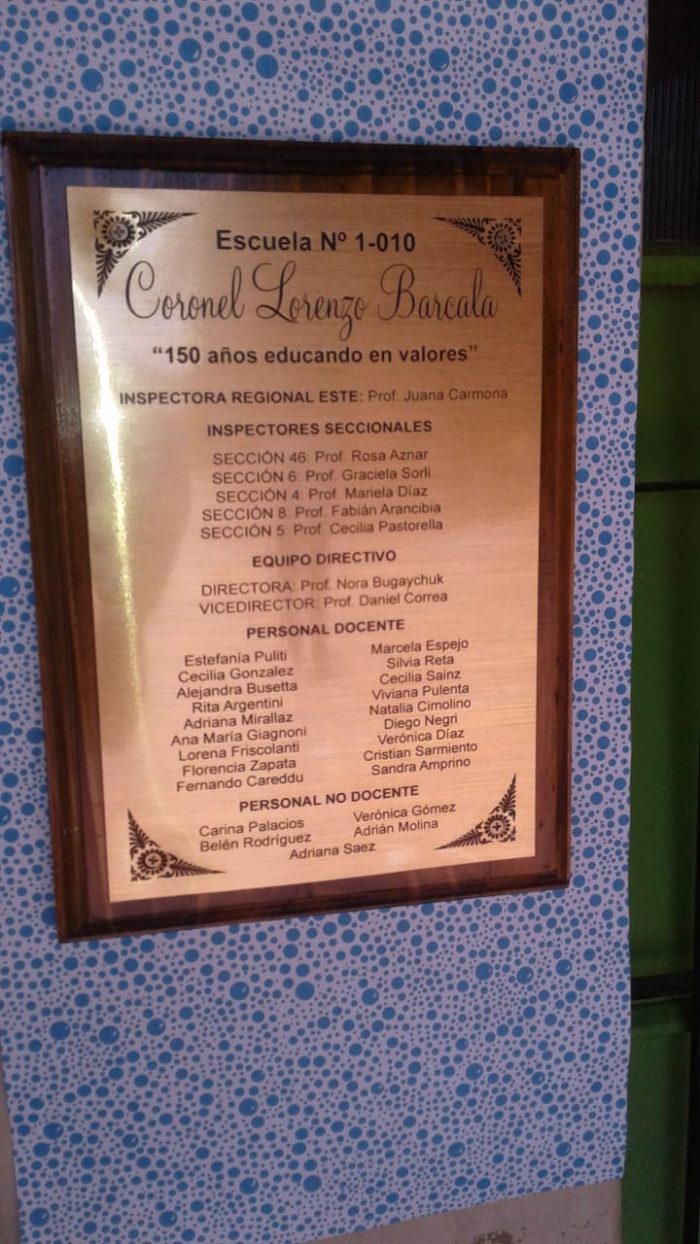 Escuela Nº 1-010
Coronel Lorenzo Barcala
“150 años educando en valores”
INSPECTORA REGIONAL ESTE: Prof. Juana Carmona
INSPECTORES SECCIONALES
SECCIÓN 46: Prof. Rosa Aznar
SECCIÓN 6: Prof. Graciela Sorli
SECCIÓN 4: Prof. Mariela Díaz
SECCIÓN 8: Prof. Fabián Arancibia
SECCIÓN 5: Prof. Cecilia Pastorella
EQUIPO DIRECTIVO
DIRECTORA: Prof. Nora Bugaychuk
VICEDIRECTOR: Prof. Daniel Correa
PERSONAL DOCENTE
Estefanía Puliti
Cecilia Gonzalez
Alejandra Busetta
Rita Argentini
Adriana Mirallaz
Ana María Giagnoni
Lorena Friscolanti
Florencia Zapata
Fernando Careddu
Marcela Espejo
Silvia Reta
Cecilia Sainz
Viviana Pulenta
Natalia Cimolino
Diego Negri
Verónica Díaz
Cristian Sarmiento
Sandra Amprino
PERSONAL NO DOCENTE
Carina Palacios
Belén Rodríguez
Verónica Gómez
Adrián Molina
Adriana Saez